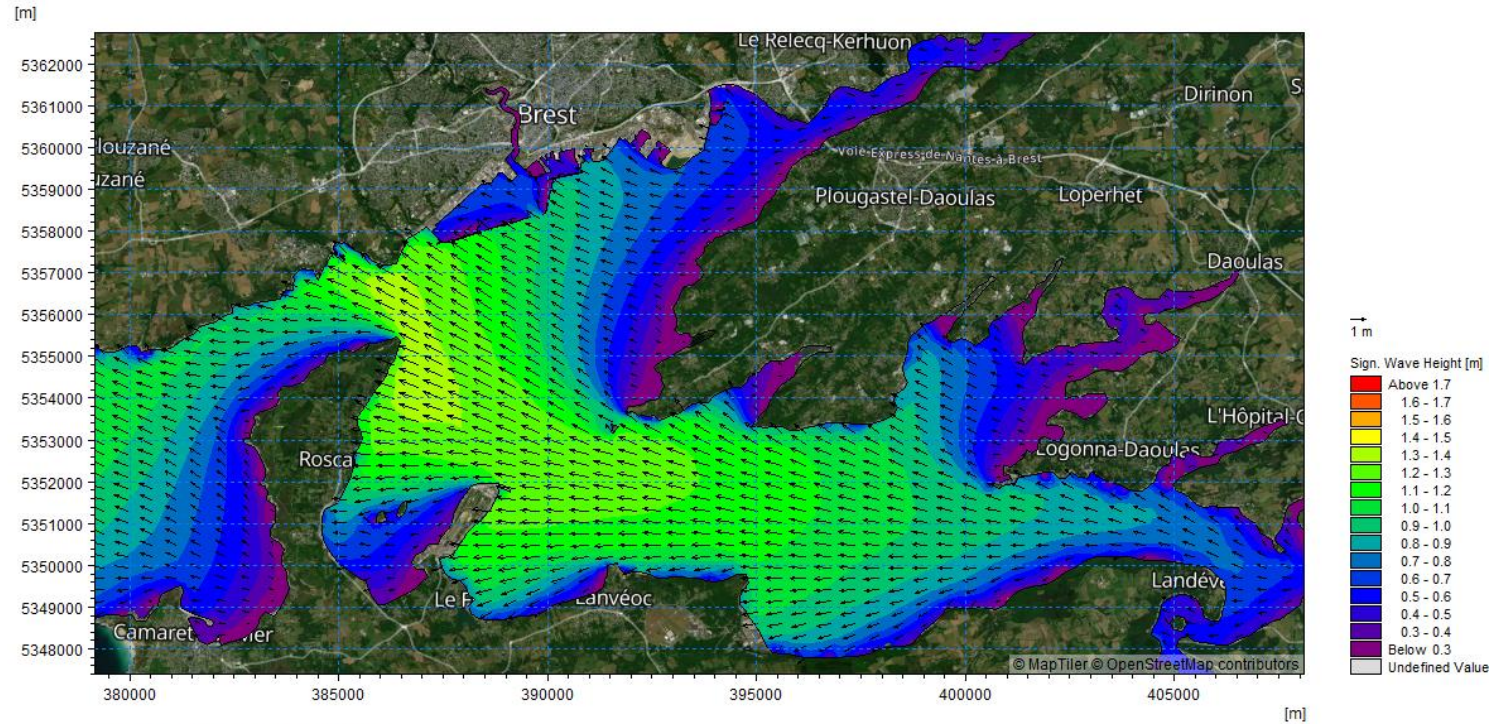 [m]
Le Relecq-Kerhuon
5362000
Dirinon
S
5361000
Brest
5360000
louzané
Voie Express de Nantes à Brest
uzané
5359000
Plougastel-Daoulas
Loperhet
5358000
Daoulas
5357000
5356000
5355000
1 m
Sign. Wave Height [m]
Above 1.7
1.6 - 1.7
1.5 - 1.6
1.4 - 1.5
1.3 - 1.4
1.2 - 1.3
1.1 - 1.2
1.0 - 1.1
0.9 - 1.0
0.8 - 0.9
0.7 - 0.8
0.6 - 0.7
0.5 - 0.6
0.4 - 0.5
0.3 - 0.4
Below 0.3
Undefined Value
5354000
L'Hôpital-C
5353000
Logonna-Daoulas
Rosca
5352000
5351000
5350000
Landéve
Le F
Lanvéoc
5349000
Camaret
vier
5348000
© MapTiler © OpenStreetMap contributors
380000
385000
390000
395000
400000
405000
[m]